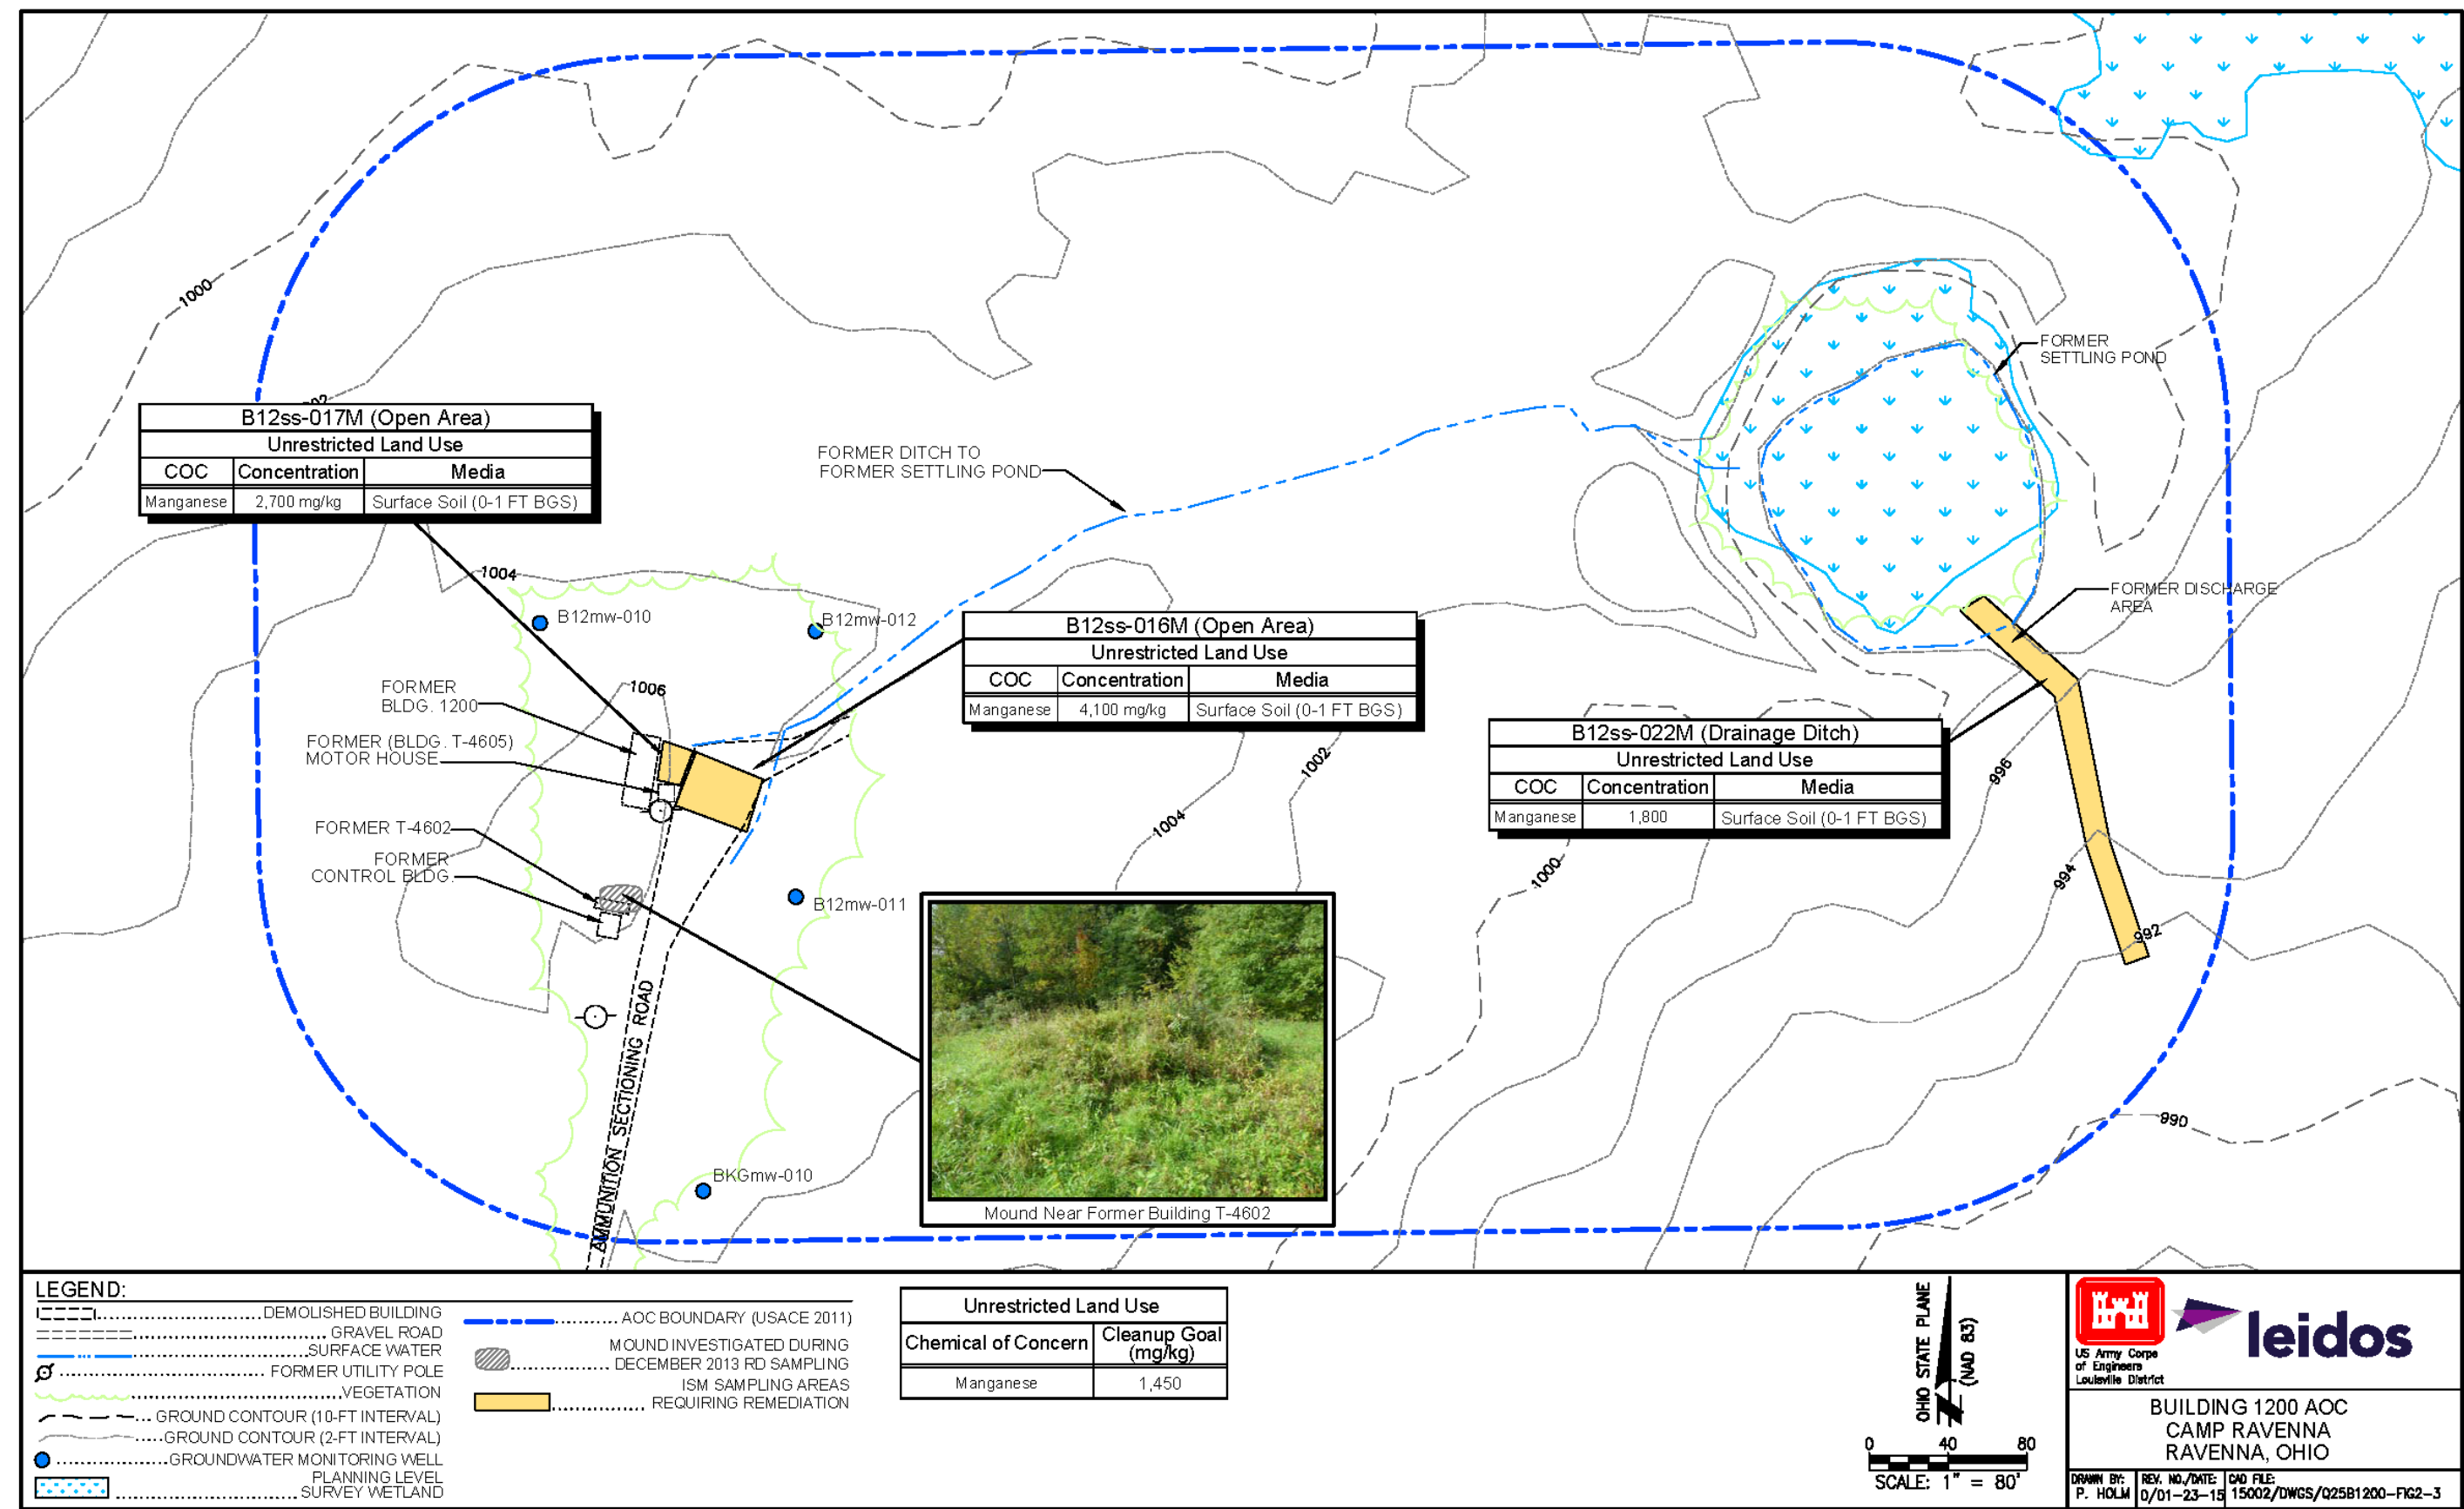 1000
B12ss-017M (Open Area)
Unrestricted Land Use
COC Concentration Media
Manganese 2,700 mg/kg Surface Soil (0-1 FT BGS)
FORMER DITCH TO
FORMER SETTLING POND
FORMER
SETTLING POND
1004
B12mw-010
B12mw-012
B12ss-016M (Open Area)
Unrestricted Land Use
COC Concentration Media
Manganese 4,100 mg/kg Surface Soil (0-1 FT BGS)
FORMER DISCHARGE
AREA
FORMER
BLDG. 1200
1006
FORMER (BLDG. T-4605)
MOTOR HOUSE
B12ss-022M (Drainage Ditch)
Unrestricted Land Use
COC Concentration Media
Manganese 1,800 Surface Soil (0-1 FT BGS)
1002
996
1004
FORMER T-4602
FORMER
CONTROL BLDG.
1000
994
B12mw-011
992
AMMUNITION SECTIONING ROAD
990
BKGmw-010
Mound Near Former Building T-4602
LEGEND:
DEMOLISHED BUILDING
GRAVEL ROAD
SURFACE WATER
FORMER UTILITY POLE
VEGETATION
GROUND CONTOUR (10-FT INTERVAL)
GROUND CONTOUR (2-FT INTERVAL)
GROUNDWATER MONITORING WELL
PLANNING LEVEL
SURVEY WETLAND
AOC BOUNDARY (USACE 2011)
MOUND INVESTIGATED DURING
DECEMBER 2013 RD SAMPLING
ISM SAMPLING AREAS
REQUIRING REMEDIATION
Unrestricted Land Use
Chemical of Concern Cleanup Goal
(mg/kg)
Manganese 1,450
OHIO STATE PLANE
(NAD 83)
0 40 80
SCALE: 1" = 80'
US Army Corps
of Engineers
Louisville District
leidos
BUILDING 1200 AOC
CAMP RAVENNA
RAVENNA, OHIO
DRAWN BY: REV. NO./DATE: CAD FILE:
P. HOLM 0/01-23-15 15002/DWGS/Q25B1200-FIG2-3